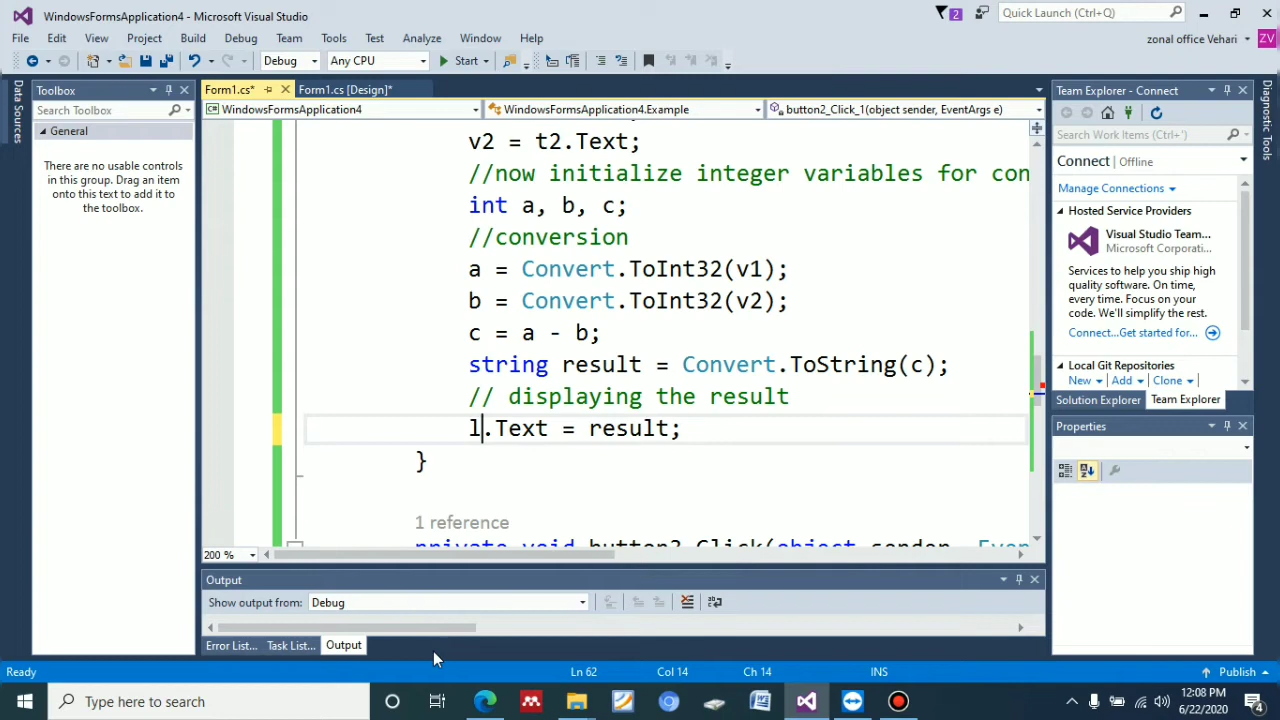 WindowsFormsApplication4 - Microsoft Visual Studio
2
Quick Launch (Ctrl+Q)
File Edit View Project Build Debug Team Tools Test Analyze Window Help
zonal office Vehari
ZV
Debug
Any CPU
Start
Data Sources
Toolbox
Search Toolbox
General
There are no usable controls
in this group. Drag an item
onto this text to add it to
the toolbox.
Form1.cs*
Form1.cs [Design]*
WindowsFormsApplication4
WindowsFormsApplication4.Example
button2_Click_1(object sender, EventArgs e)
v2 = t2.Text;
//now initialize integer variables for con
int a, b, c;
//conversion
a = Convert.ToInt32(v1);
b = Convert.ToInt32(v2);
c = a - b;
string result = Convert.ToString(c);
// displaying the result
l.Text = result;
}
1 reference
private void button3_Click(object sender, Even
200 %
Output
Show output from: Debug
Error List... Task List... Output
Team Explorer - Connect
Search Work Items (Ctrl+')
Connect | Offline
Manage Connections
Hosted Service Providers
Visual Studio Team...
Microsoft Corporati...
Services to help you ship high
quality software. On time,
every time. Focus on your
code. We'll simplify the rest.
Connect... Get started for...
Local Git Repositories
New Add Clone
Solution Explorer Team Explorer
Properties
Diagnostic Tools
Ready
Ln 62
Col 14
Ch 14
INS
Publish
Type here to search
12:08 PM
6/22/2020
4